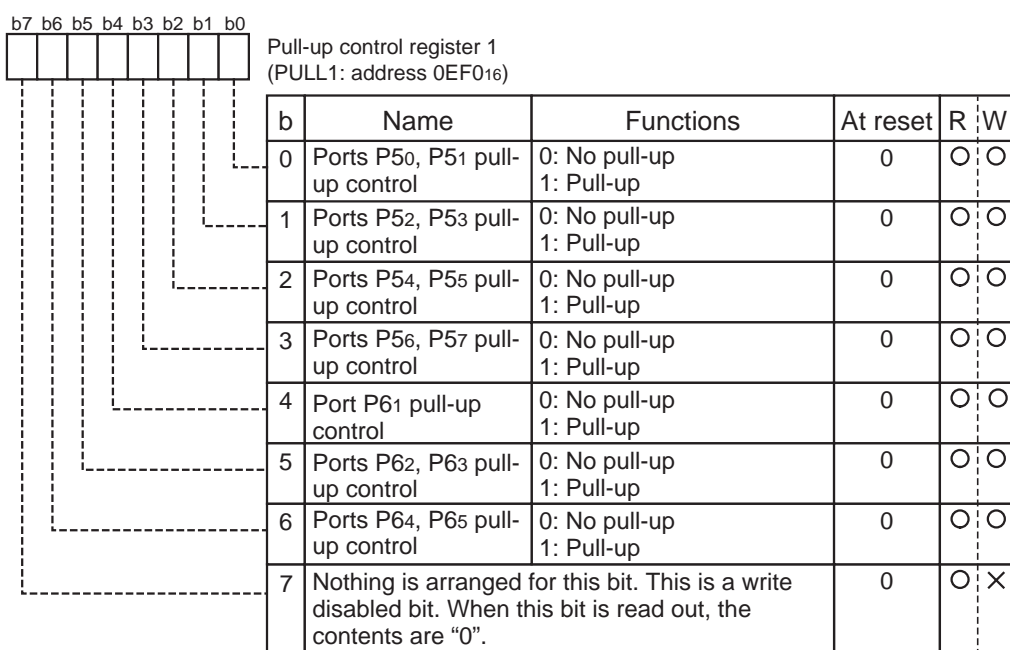 b7 b6 b5 b4 b3 b2 b1 b0
Pull-up control register 1
(PULL1: address 0EF016)
b Name Functions At reset R W
0 Ports P50, P51 pull- 0: No pull-up 0 O O
up control 1: Pull-up
1 Ports P52, P53 pull- 0: No pull-up 0 O O
up control 1: Pull-up
2 Ports P54, P55 pull- 0: No pull-up 0 O O
up control 1: Pull-up
3 Ports P56, P57 pull- 0: No pull-up 0 O O
up control 1: Pull-up
4 Port P61 pull-up 0: No pull-up 0 O O
control 1: Pull-up
5 Ports P62, P63 pull- 0: No pull-up 0 O O
up control 1: Pull-up
6 Ports P64, P65 pull- 0: No pull-up 0 O O
up control 1: Pull-up
7 Nothing is arranged for this bit. This is a write 0 O ×
disabled bit. When this bit is read out, the
contents are “0”.